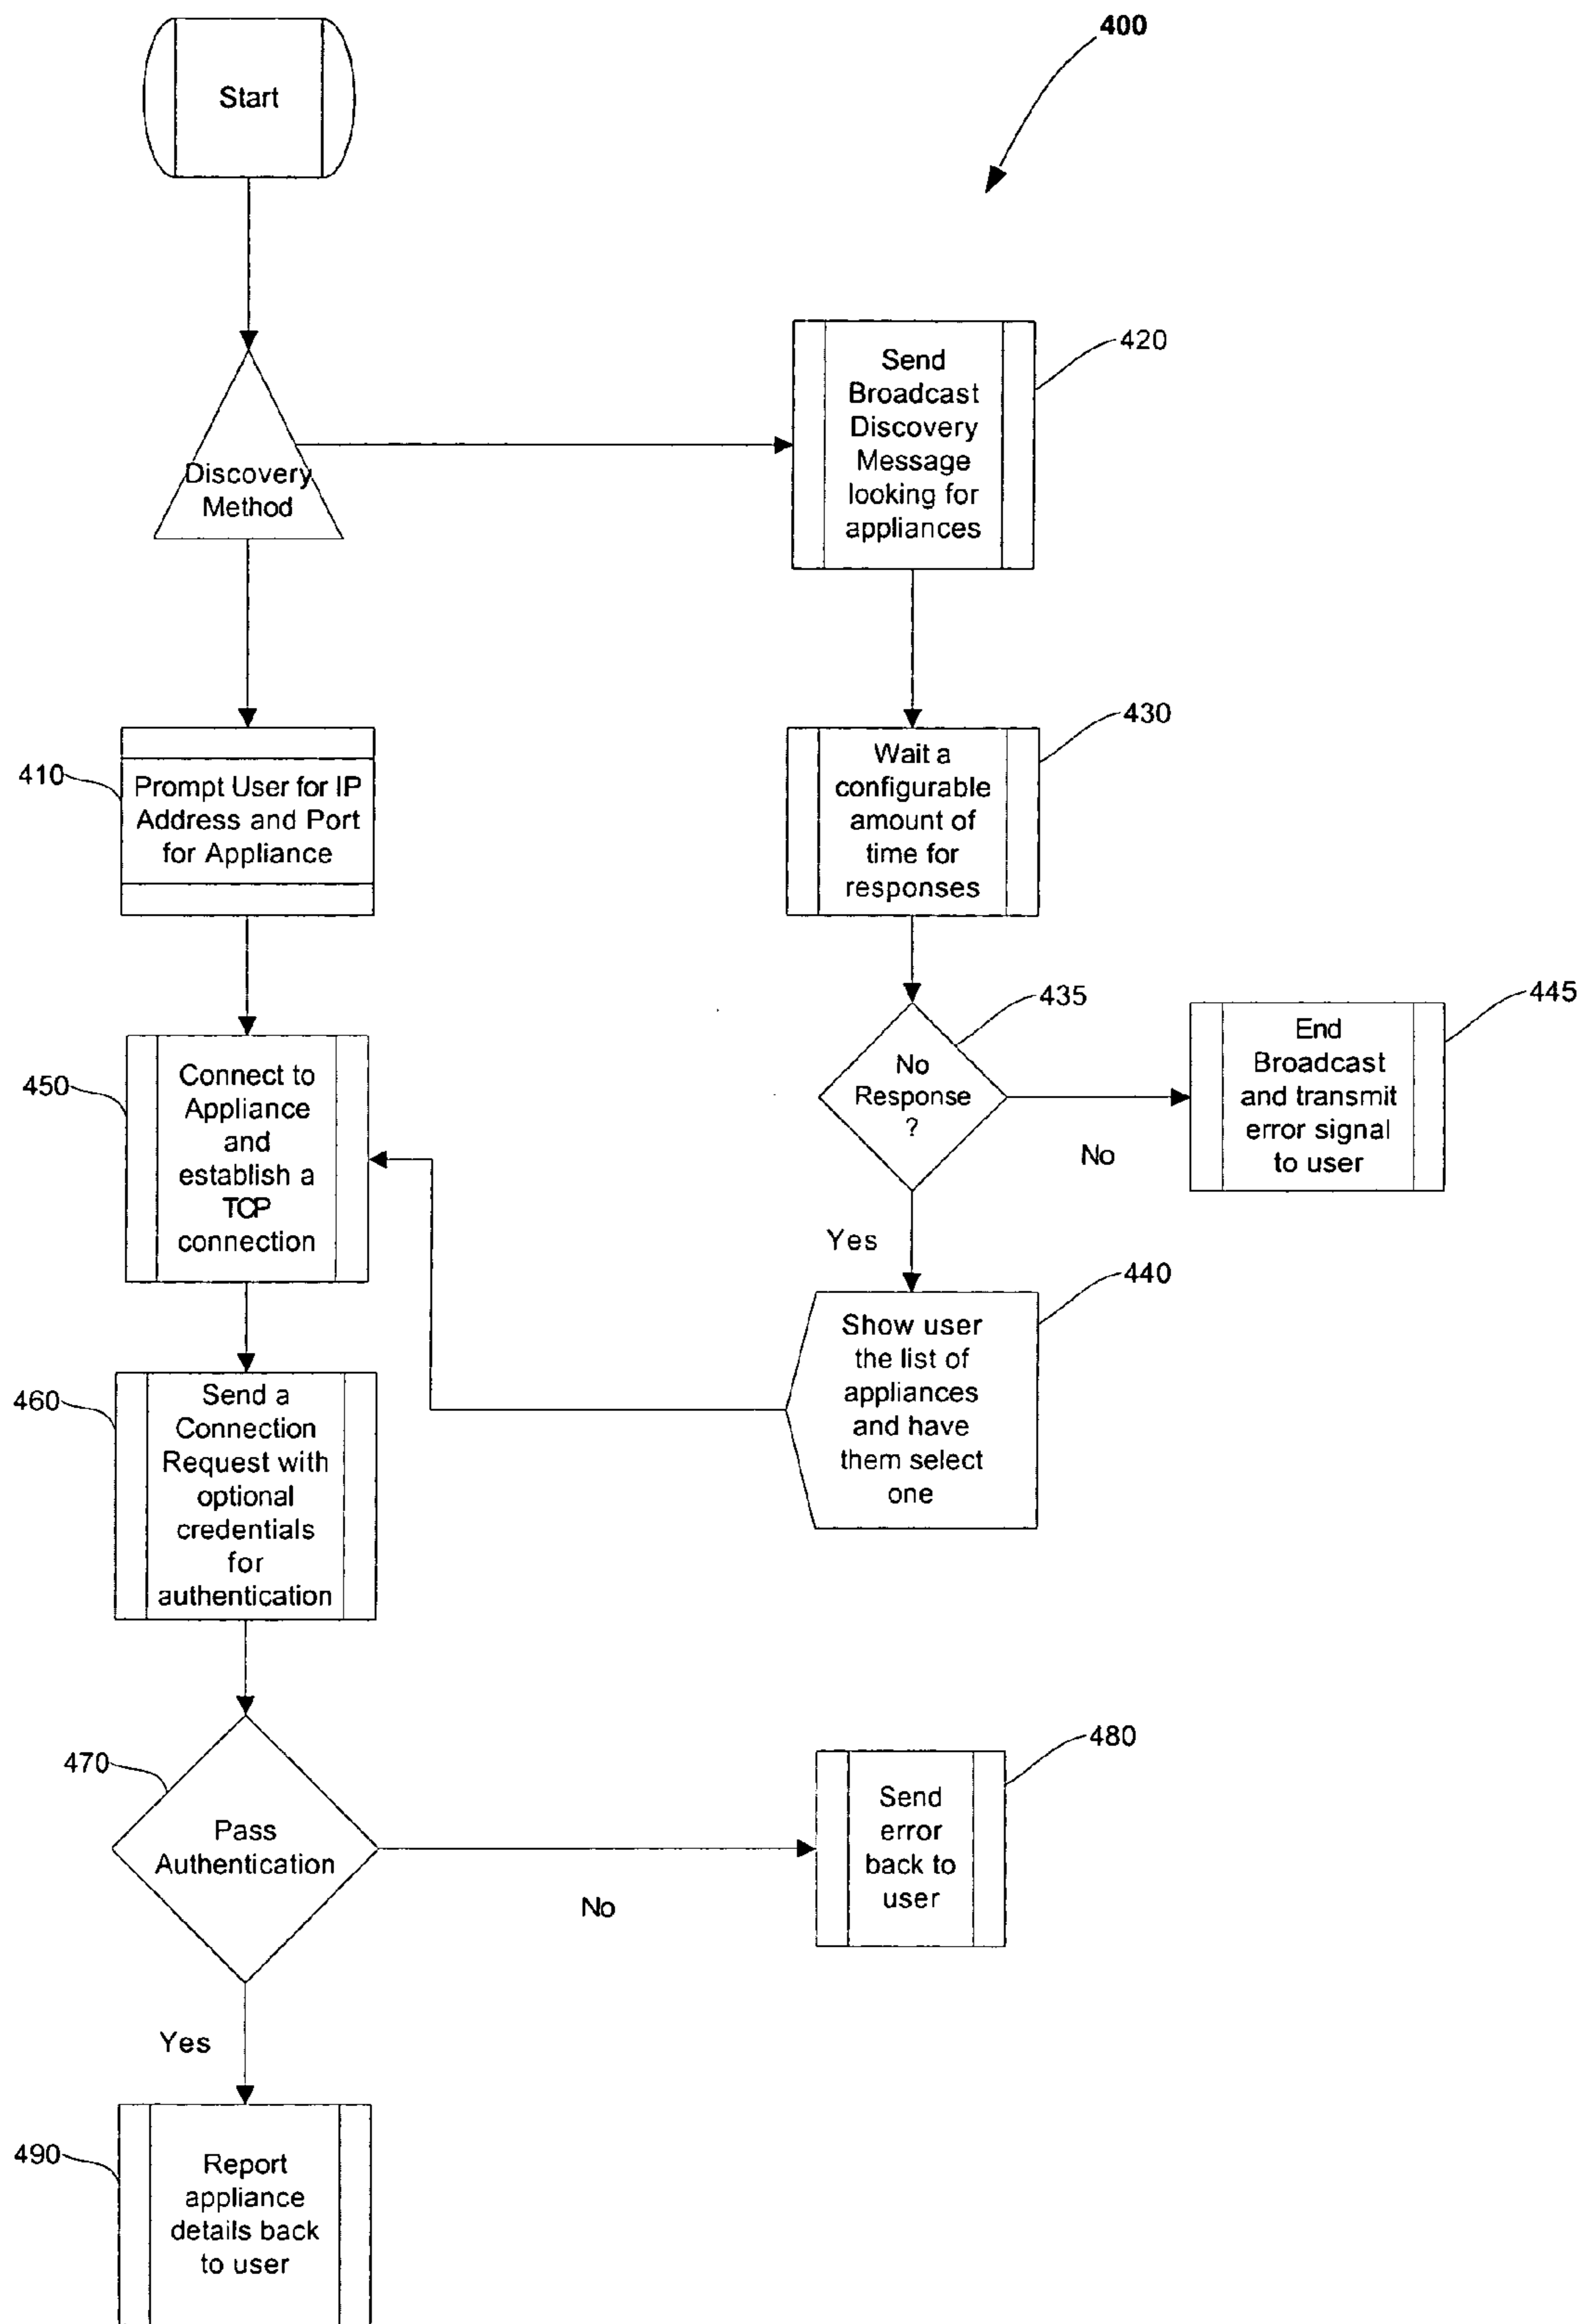 400
Start
Discovery
Method
420
Send
Broadcast
Discovery
Message
looking for
appliances
410
Prompt User for IP
Address and Port
for Appliance
430
Wait a
configurable
amount of
time for
responses
435
No
Response
?
No
Yes
445
End
Broadcast
and transmit
error signal
to user
440
Show user
the list of
appliances
and have
them select
one
450
Connect to
Appliance
and
establish a
TCP
connection
460
Send a
Connection
Request with
optional
credentials
for
authentication
470
Pass
Authentication
No
Yes
480
Send
error
back to
user
490
Report
appliance
details back
to user